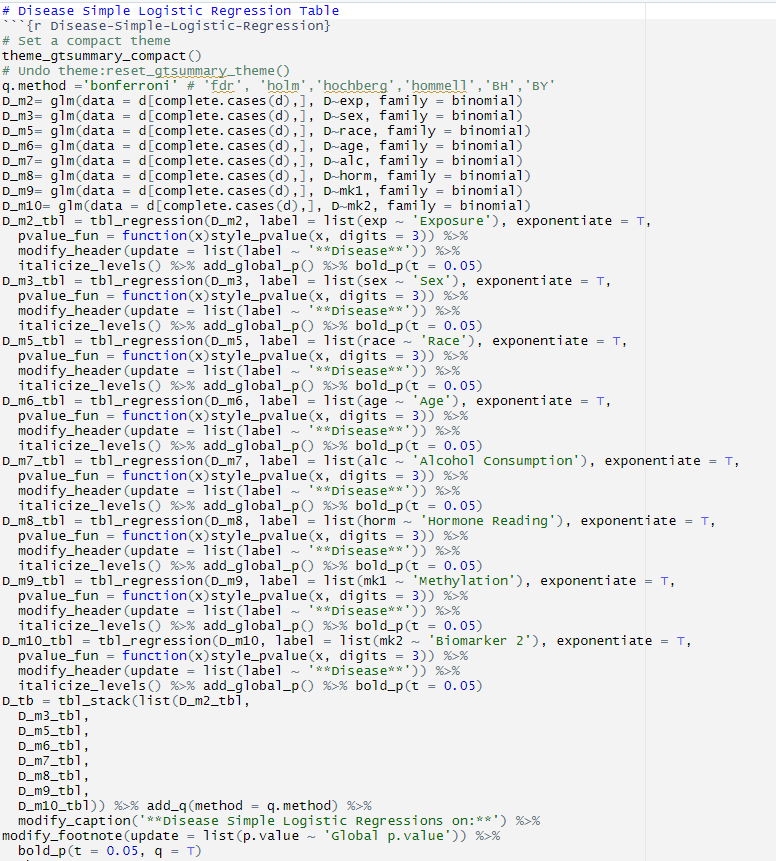 # Disease Simple Logistic Regression Table
```{r Disease-Simple-Logistic-Regression}
# Set a compact theme
theme_gtsummary_compact()
# Undo theme:reset_gtsummary_theme()
q.method ='bonferroni' # 'fdr', 'holm','hochberg','hommell','BH','BY'
D_m2= glm(data = d[complete.cases(d),], D~exp, family = binomial)
D_m3= glm(data = d[complete.cases(d),], D~sex, family = binomial)
D_m5= glm(data = d[complete.cases(d),], D~race, family = binomial)
D_m6= glm(data = d[complete.cases(d),], D~age, family = binomial)
D_m7= glm(data = d[complete.cases(d),], D~alc, family = binomial)
D_m8= glm(data = d[complete.cases(d),], D~horm, family = binomial)
D_m9= glm(data = d[complete.cases(d),], D~mk1, family = binomial)
D_m10= glm(data = d[complete.cases(d),], D~mk2, family = binomial)
D_m2_tbl = tbl_regression(D_m2, label = list(exp ~ 'Exposure'), exponentiate = T,
  pvalue_fun = function(x)style_pvalue(x, digits = 3)) %>%
  modify_header(update = list(label ~ '**Disease**')) %>%
  italicize_levels() %>% add_global_p() %>% bold_p(t = 0.05)
D_m3_tbl = tbl_regression(D_m3, label = list(sex ~ 'Sex'), exponentiate = T,
  pvalue_fun = function(x)style_pvalue(x, digits = 3)) %>%
  modify_header(update = list(label ~ '**Disease**')) %>%
  italicize_levels() %>% add_global_p() %>% bold_p(t = 0.05)
D_m5_tbl = tbl_regression(D_m5, label = list(race ~ 'Race'), exponentiate = T,
  pvalue_fun = function(x)style_pvalue(x, digits = 3)) %>%
  modify_header(update = list(label ~ '**Disease**')) %>%
  italicize_levels() %>% add_global_p() %>% bold_p(t = 0.05)
D_m6_tbl = tbl_regression(D_m6, label = list(age ~ 'Age'), exponentiate = T,
  pvalue_fun = function(x)style_pvalue(x, digits = 3)) %>%
  modify_header(update = list(label ~ '**Disease**')) %>%
  italicize_levels() %>% add_global_p() %>% bold_p(t = 0.05)
D_m7_tbl = tbl_regression(D_m7, label = list(alc ~ 'Alcohol Consumption'), exponentiate = T,
  pvalue_fun = function(x)style_pvalue(x, digits = 3)) %>%
  modify_header(update = list(label ~ '**Disease**')) %>%
  italicize_levels() %>% add_global_p() %>% bold_p(t = 0.05)
D_m8_tbl = tbl_regression(D_m8, label = list(horm ~ 'Hormone Reading'), exponentiate = T,
  pvalue_fun = function(x)style_pvalue(x, digits = 3)) %>%
  modify_header(update = list(label ~ '**Disease**')) %>%
  italicize_levels() %>% add_global_p() %>% bold_p(t = 0.05)
D_m9_tbl = tbl_regression(D_m9, label = list(mk1 ~ 'Methylation'), exponentiate = T,
  pvalue_fun = function(x)style_pvalue(x, digits = 3)) %>%
  modify_header(update = list(label ~ '**Disease**')) %>%
  italicize_levels() %>% add_global_p() %>% bold_p(t = 0.05)
D_m10_tbl = tbl_regression(D_m10, label = list(mk2 ~ 'Biomarker 2'), exponentiate = T,
  pvalue_fun = function(x)style_pvalue(x, digits = 3)) %>%
  modify_header(update = list(label ~ '**Disease**')) %>%
  italicize_levels() %>% add_global_p() %>% bold_p(t = 0.05)
D_tb = tbl_stack(list(D_m2_tbl,
  D_m3_tbl,
  D_m5_tbl,
  D_m6_tbl,
  D_m7_tbl,
  D_m8_tbl,
  D_m9_tbl,
  D_m10_tbl)) %>% add_q(method = q.method) %>%
  modify_caption('**Disease Simple Logistic Regressions on:**') %>%
modify_footnote(update = list(p.value ~ 'Global p.value')) %>%
  bold_p(t = 0.05, q = T)